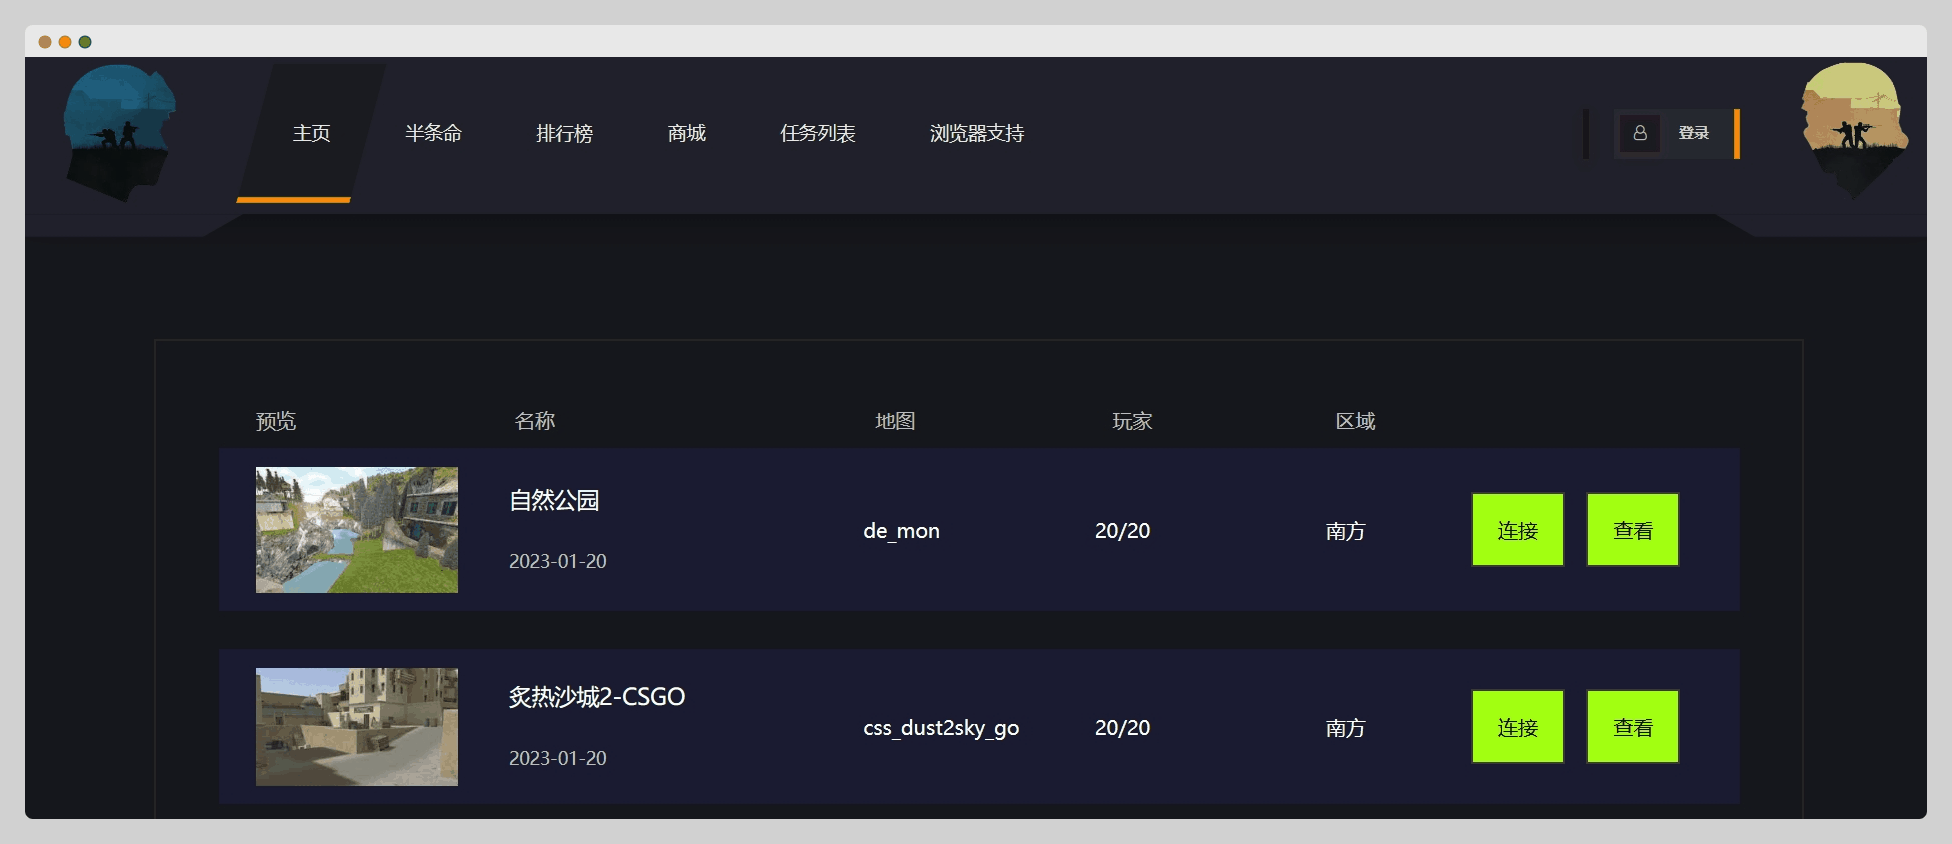 主页 半条命 排行榜 商城 任务列表 浏览器支持 登录
预览 名称 地图 玩家 区域
自然公园
de_mon 20/20 南方 连接 查看
2023-01-20
炙热沙城2-CSGO
css_dust2sky_go 20/20 南方 连接 查看
2023-01-20